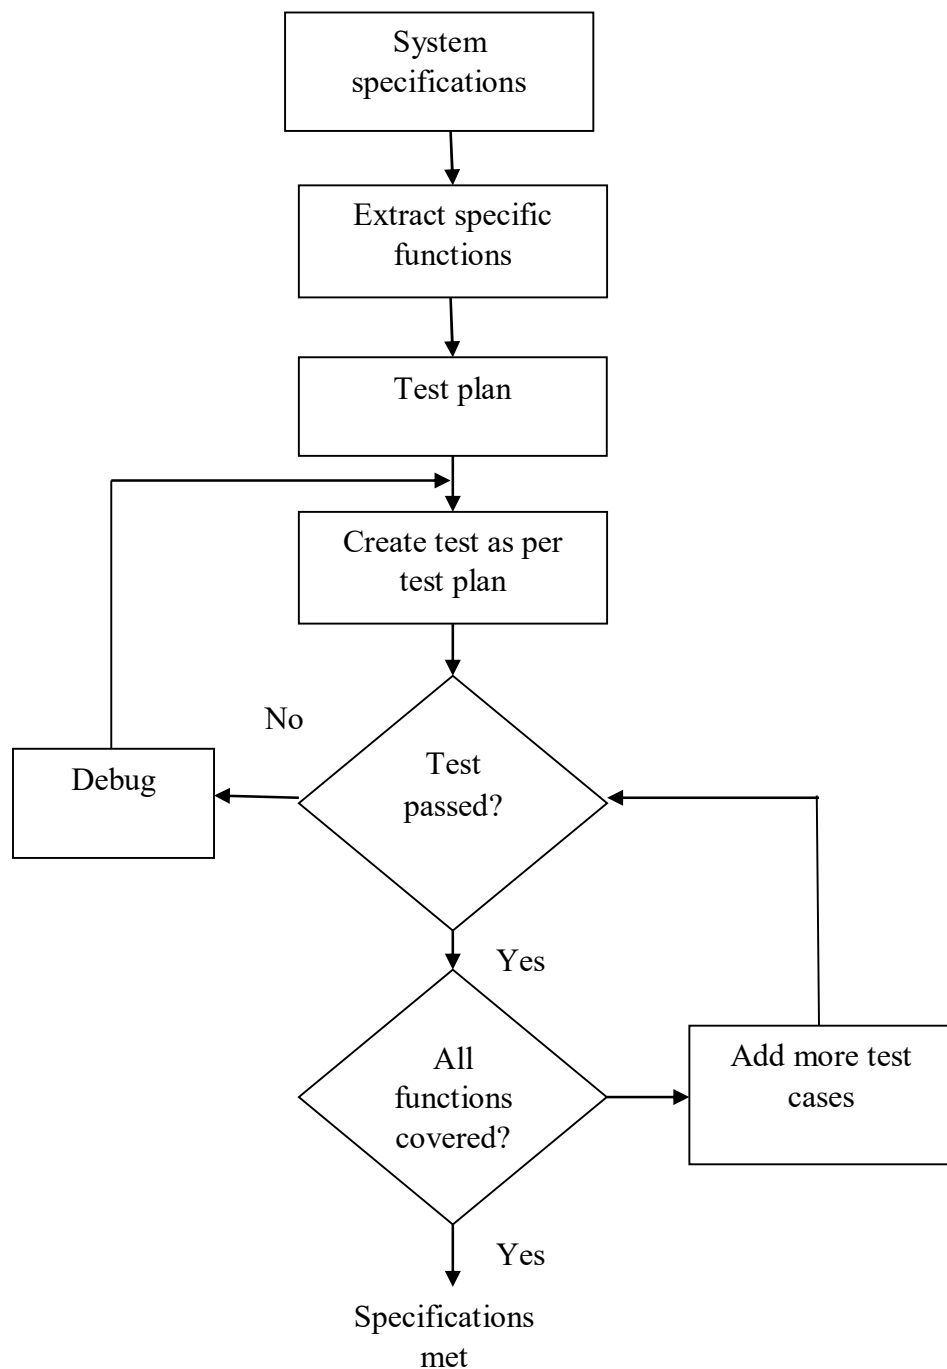 System
specifications
Extract specific
functions
Test plan
Create test as per
test plan
No
Debug
Test
passed?
Yes
All
functions
covered?
Add more test
cases
Yes
Specifications
met